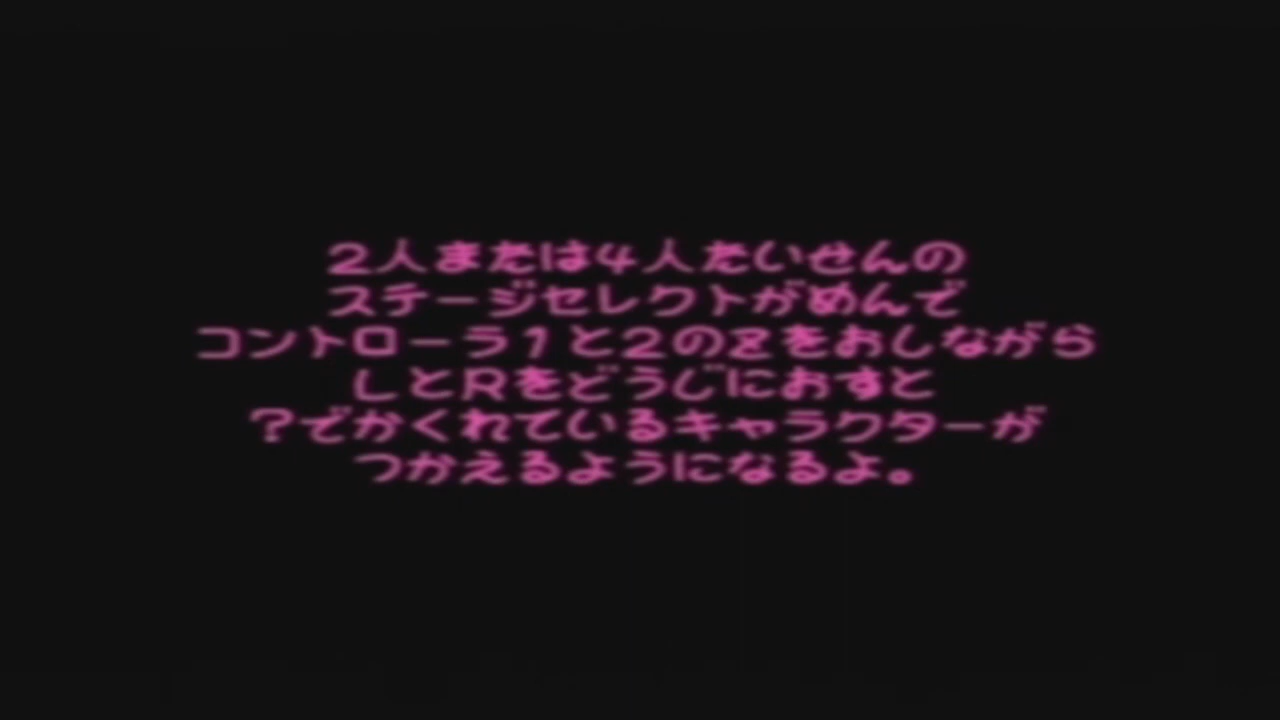 2人または4人たいせんの
ステージセレクトがめんで
コントローラ1と2のZをおしながら
LとRをどうじにおすと
?でかくれているキャラクターが
つかえるようになるよ。